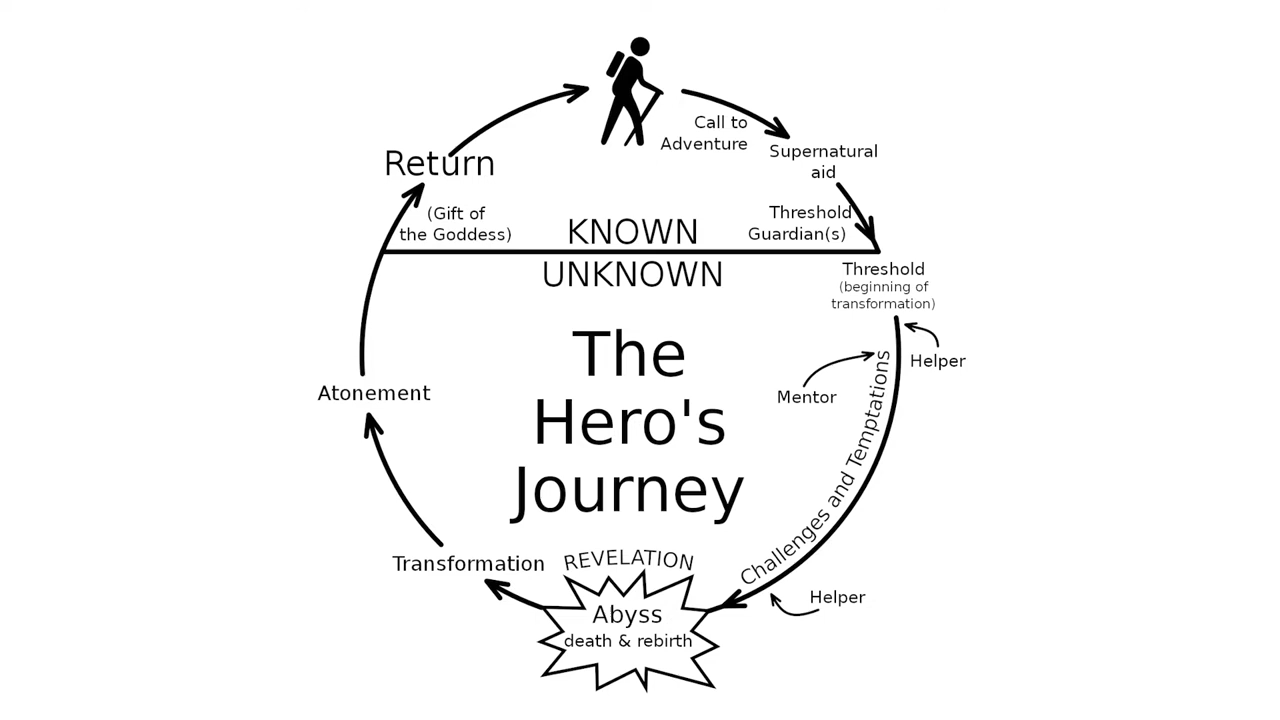 Call to
Adventure
Supernatural
aid
Return
(Gift of
the Goddess)
KNOWN
Threshold
Guardian(s)
UNKNOWN
Threshold
(beginning of
transformation)
Helper
Mentor
Challenges and Temptations
The
Hero's
Journey
Atonement
Transformation
REVELATION
Abyss
death & rebirth
Helper